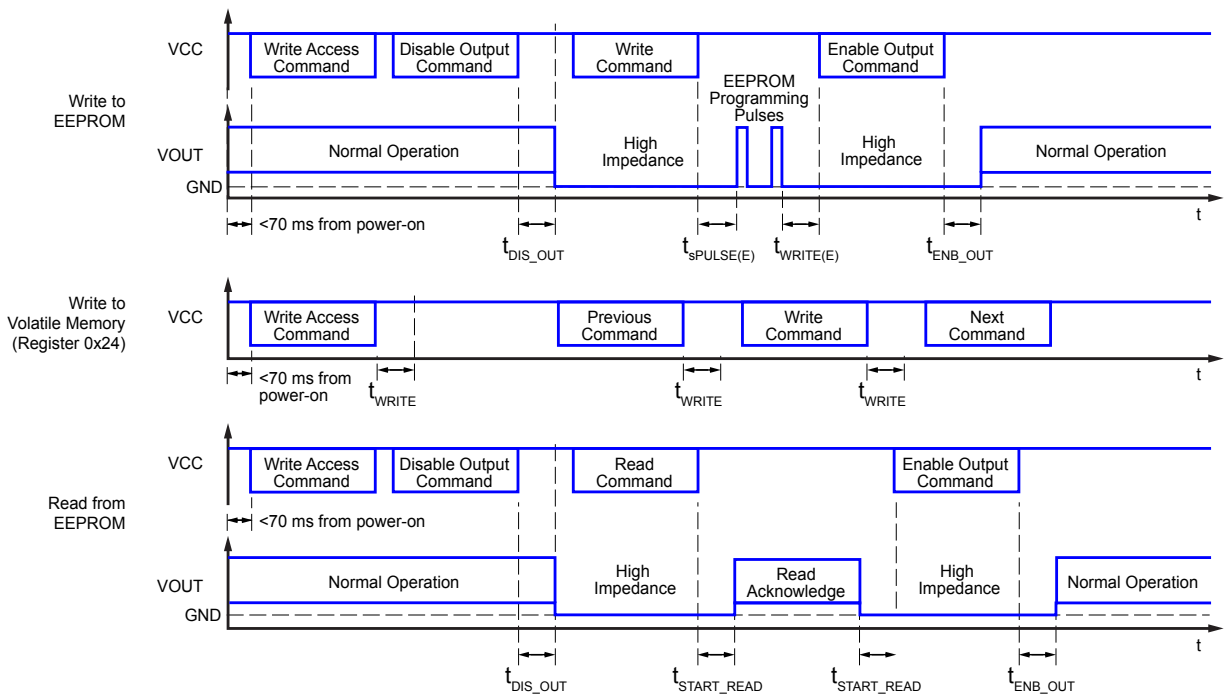 VCC
Write Access
Command
Disable Output
Command
Write
Command
Enable Output
Command
Write to
EEPROM
EEPROM
Programming
Pulses
VOUT
Normal Operation
High
Impedance
High
Impedance
Normal Operation
GND
t
<70 ms from power-on
tDIS_OUT
tsPULSE(E)
tWRITE(E)
tENB_OUT
Write to
Volatile Memory
(Register 0x24)
VCC
Write Access
Command
Previous
Command
Write
Command
Next
Command
t
<70 ms from
power-on
tWRITE
tWRITE
tWRITE
VCC
Write Access
Command
Disable Output
Command
Read
Command
Enable Output
Command
Read from
EEPROM
<70 ms from power-on
VOUT
Normal Operation
High
Impedance
Read
Acknowledge
High
Impedance
Normal Operation
GND
t
tDIS_OUT
tSTART_READ
tSTART_READ
tENB_OUT